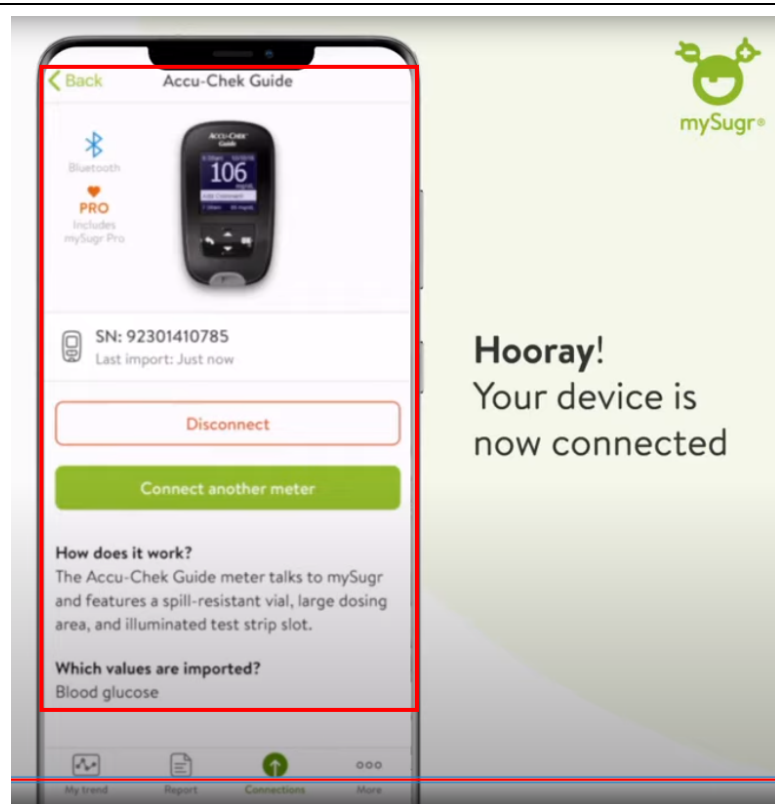 Back
Accu-Chek Guide
mySugr®
Bluetooth
PRO
Includes
mySugr Pro
ACCU-CHEK®
Guide
106
mg/dL
SN: 92301410785
Last import: Just now
Disconnect
Connect another meter
How does it work?
The Accu-Chek Guide meter talks to mySugr
and features a spill-resistant vial, large dosing
area, and illuminated test strip slot.
Which values are imported?
Blood glucose
My trend
Report
Connections
More
Hooray!
Your device is
now connected